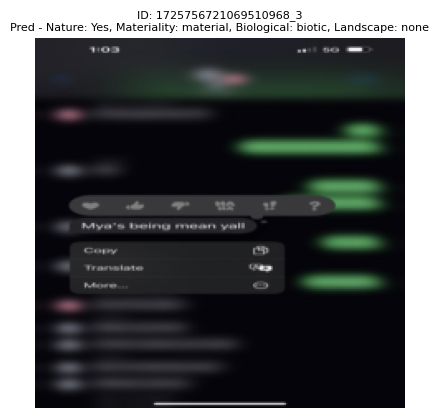 ID: 1725756721069510968_3
Pred - Nature: Yes, Materiality: material, Biological: biotic, Landscape: none
1:03
5G
HA HA
!!
?
Mya's being mean yall
Copy
Translate
More...